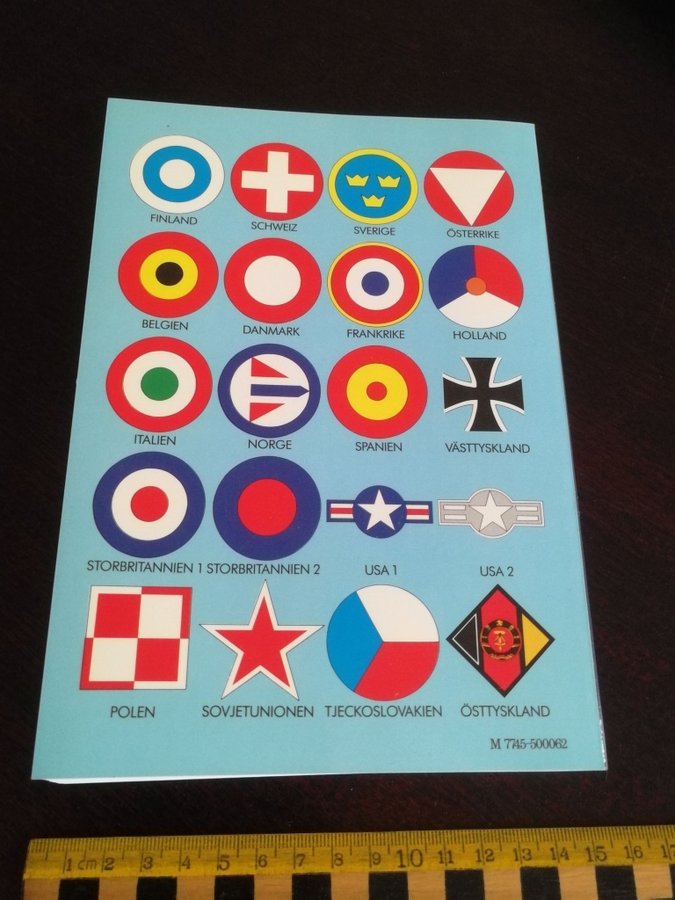 FINLAND
SCHWEIZ
SVERIGE
ÖSTERRIKE
BELGIEN
DANMARK
FRANKRIKE
HOLLAND
ITALIEN
NORGE
SPANIEN
VÄSTTYSKLAND
STORBRITANNIEN 1
STORBRITANNIEN 2
USA 1
USA 2
POLEN
SOVJETUNIONEN
TJECKOSLOVAKIEN
ÖSTTYSKLAND
M 7745-500062
1 cm 2 3 4 5 6 7 8 9 10 11 12 13 14 15 16 17